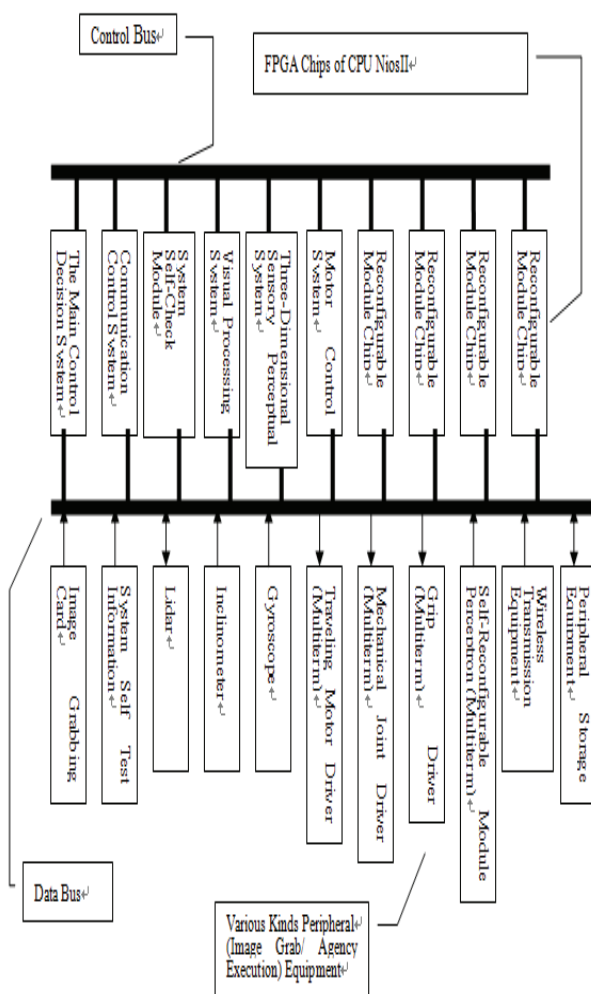 Control Bus
FPGA Chips of CPU NiosII
The Main Control
Decision System
Communication
Control System
System
Self-Check
Module
Visual Processing
System
Three-Dimensional
Sensory Perceptual
System
Motor Control
System
Reconfigurable
Module Chip
Reconfigurable
Module Chip
Reconfigurable
Module Chip
Reconfigurable
Module Chip
Image Grabbing
Card
System Self Test
Information
Lidar
Inclinometer
Gyroscope
Traveling Motor Driver
(Multiterm)
Mechanical Joint Driver
(Multiterm)
Grip Driver
(Multiterm)
Self-Reconfigurable Module
Perceptron (Multiterm)
Wireless
Transmission
Equipment
Peripheral Storage
Equipment
Data Bus
Various Kinds Peripheral
(Image Grab/ Agency
Execution) Equipment